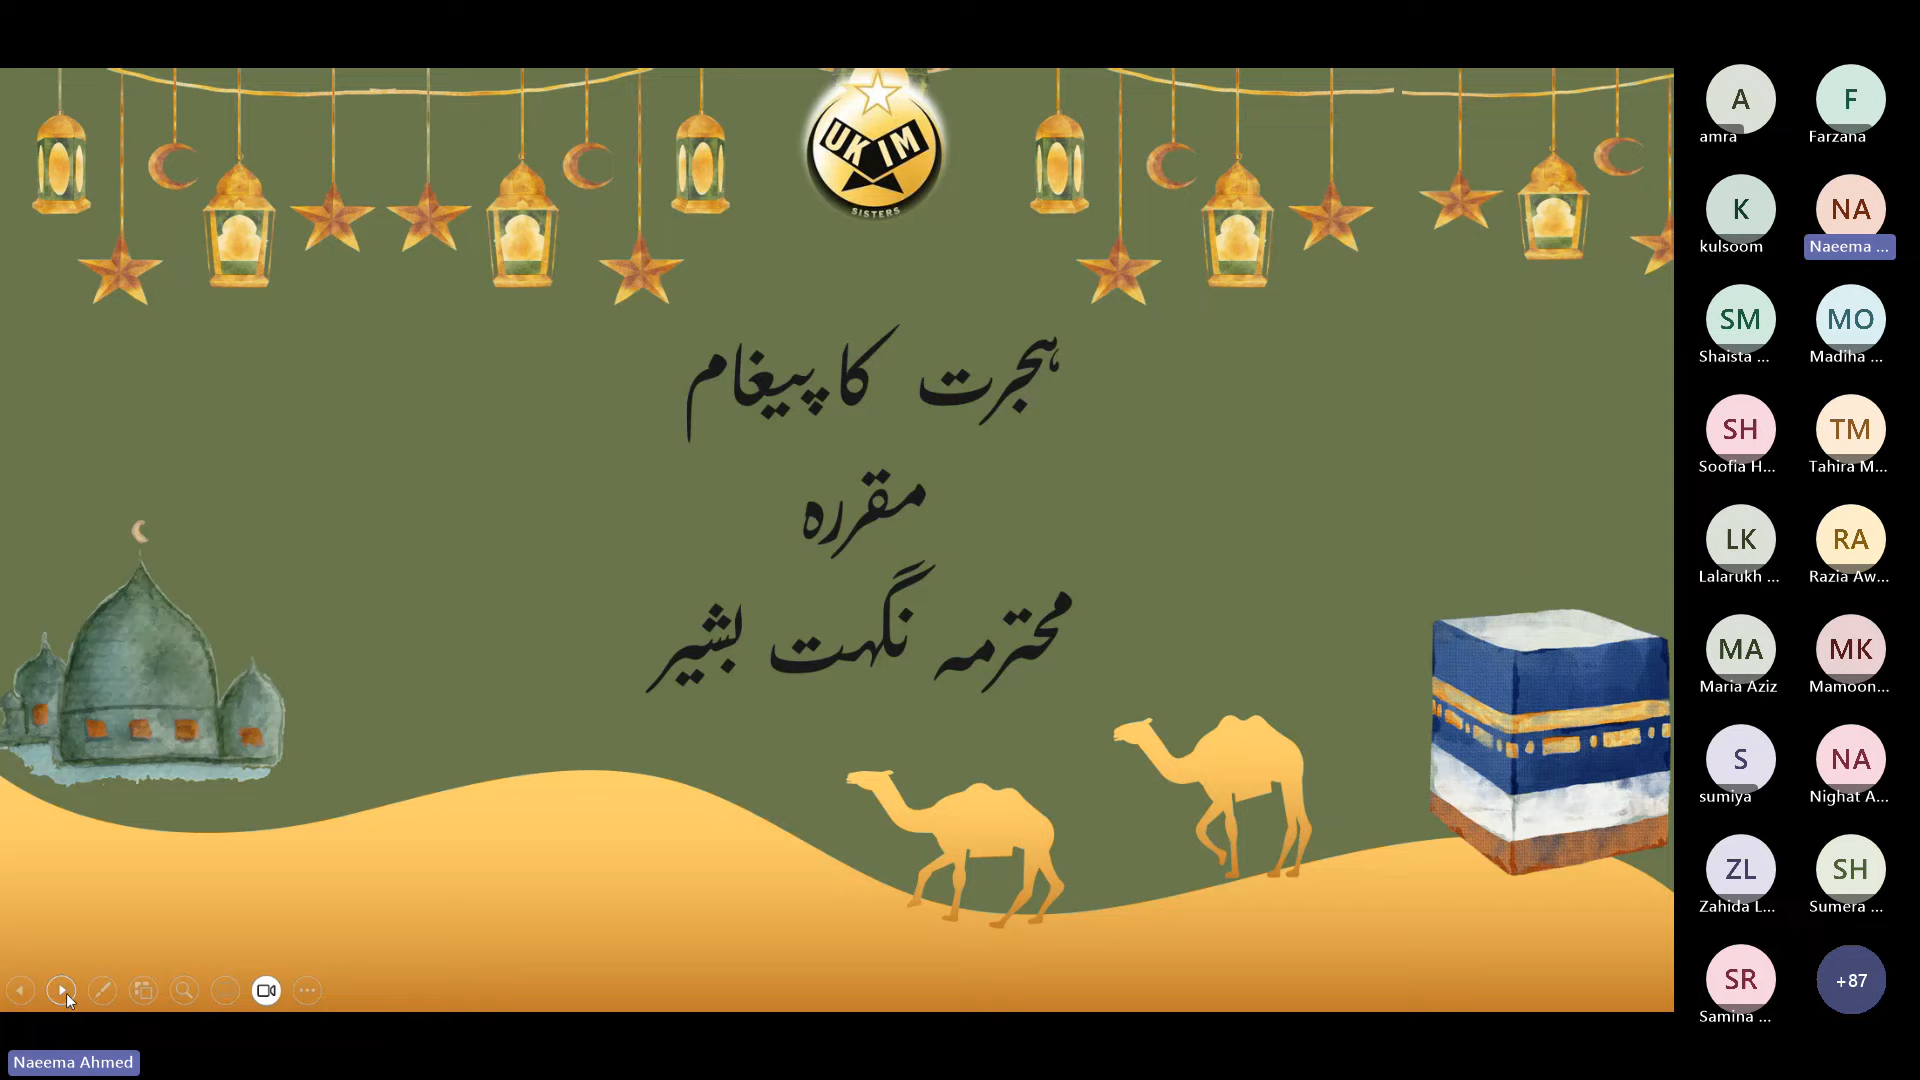 UK IM
SISTERS
ہجرت کا پیغام
مقررہ
محترمہ نگہت بشیر
A
amra
F
Farzana
K
kulsoom
NA
Naeema ...
SM
Shaista ...
MO
Madiha ...
SH
Soofia H...
TM
Tahira M...
LK
Lalarukh ...
RA
Razia Aw...
MA
Maria Aziz
MK
Mamoon...
S
sumiya
NA
Nighat A...
ZL
Zahida L...
SH
Sumera ...
SR
Samina ...
+87
Naeema Ahmed